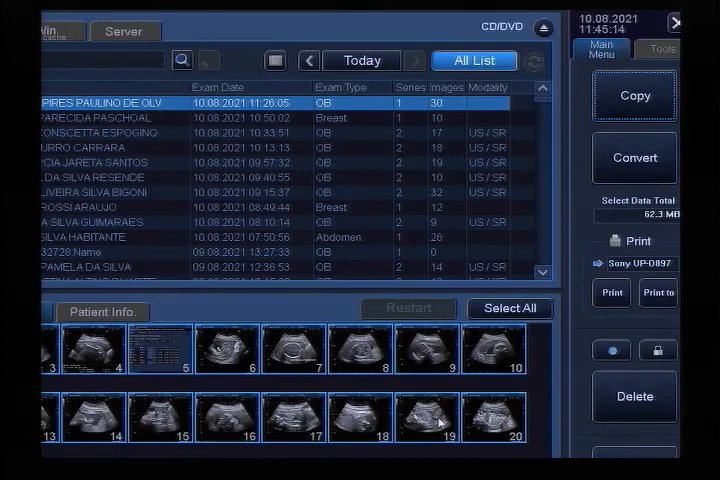 Win
cache
Server
CD/DVD
10.08.2021
11:45:14
Main
Menu
Tools
Today
All List
Exam Date Exam Type Series Images Modality
PIRES PAULINO DE OLV 10.08.2021 11:26:05 OB 1 30
PARECIDA PASCHOAL 10.08.2021 10:50:02 Breast 1 10
CONSCETTA ESPOGINO 10.08.2021 10:33:51 OB 2 17 US / SR
URRO CARRARA 10.08.2021 10:13:13 OB 2 18 US / SR
RCIA JARETA SANTOS 10.08.2021 09:57:32 OB 2 19 US / SR
DA SILVA RESENDE 10.08.2021 09:40:55 OB 2 10 US / SR
LIVEIRA SILVA BIGONI 10.08.2021 09:15:37 OB 2 32 US / SR
ROSSI ARAUJO 10.08.2021 08:49:44 Breast 1 12
A SILVA GUIMARAES 10.08.2021 08:10:14 OB 2 9 US / SR
SILVA HABITANTE 10.08.2021 07:50:56 Abdomen 1 26
32728 Name 09.08.2021 13:27:33 OB 1 0
PAMELA DA SILVA 09.08.2021 12:36:53 OB 2 14 US / SR
Copy
Convert
Select Data Total
62.3 MB
Print
Sony UP-D897
Print
Print to
Delete
Patient Info.
Restart
Select All
3 4 5 6 7 8 9 10
13 14 15 16 17 18 19 20